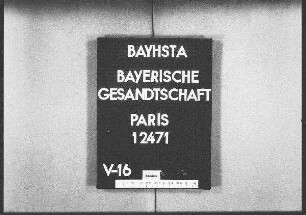 BAYHSTA
BAYERISCHE
GESANDTSCHAFT
PARIS
12471
V-16